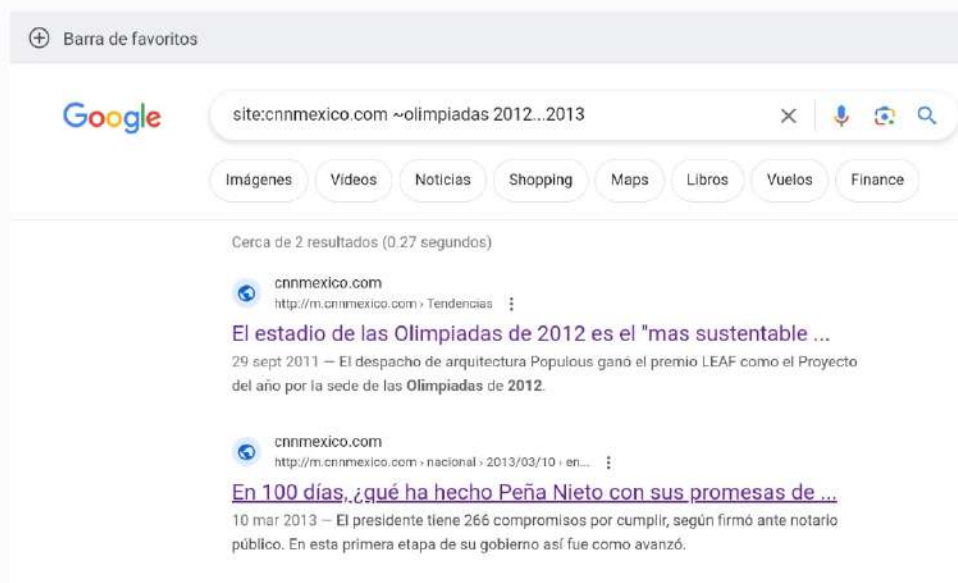 Barra de favoritos
Google
site:cnnmexico.com ~olimpiadas 2012...2013
Imágenes
Vídeos
Noticias
Shopping
Maps
Libros
Vuelos
Finance
Cerca de 2 resultados (0.27 segundos)
cnnmexico.com
http://m.cnnmexico.com › Tendencias
El estadio de las Olimpiadas de 2012 es el "mas sustentable ...
29 sept 2011 — El despacho de arquitectura Populous ganó el premio LEAF como el Proyecto
del año por la sede de las Olimpiadas de 2012.
cnnmexico.com
http://m.cnnmexico.com › nacional › 2013/03/10 › en...
En 100 días, ¿qué ha hecho Peña Nieto con sus promesas de ...
10 mar 2013 — El presidente tiene 266 compromisos por cumplir, según firmó ante notario
público. En esta primera etapa de su gobierno así fue como avanzó.